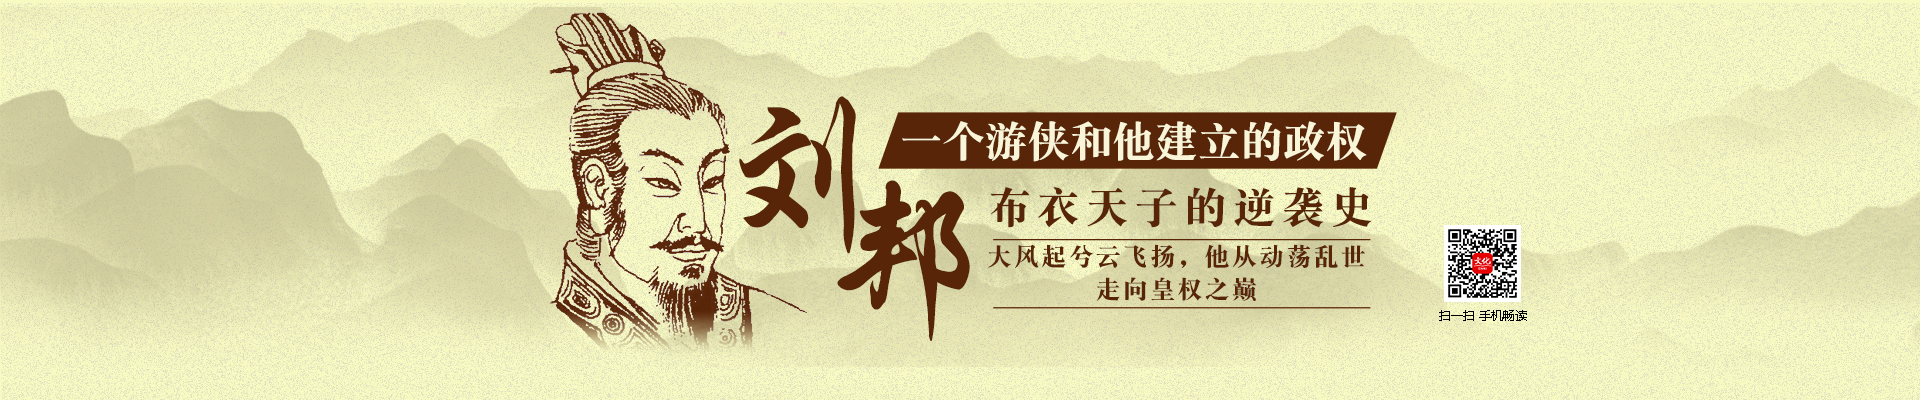 刘邦
一个游侠和他建立的政权
布衣天子的逆袭史
大风起兮云飞扬，他从动荡乱世
走向皇权之巅
文化
扫一扫 手机畅读